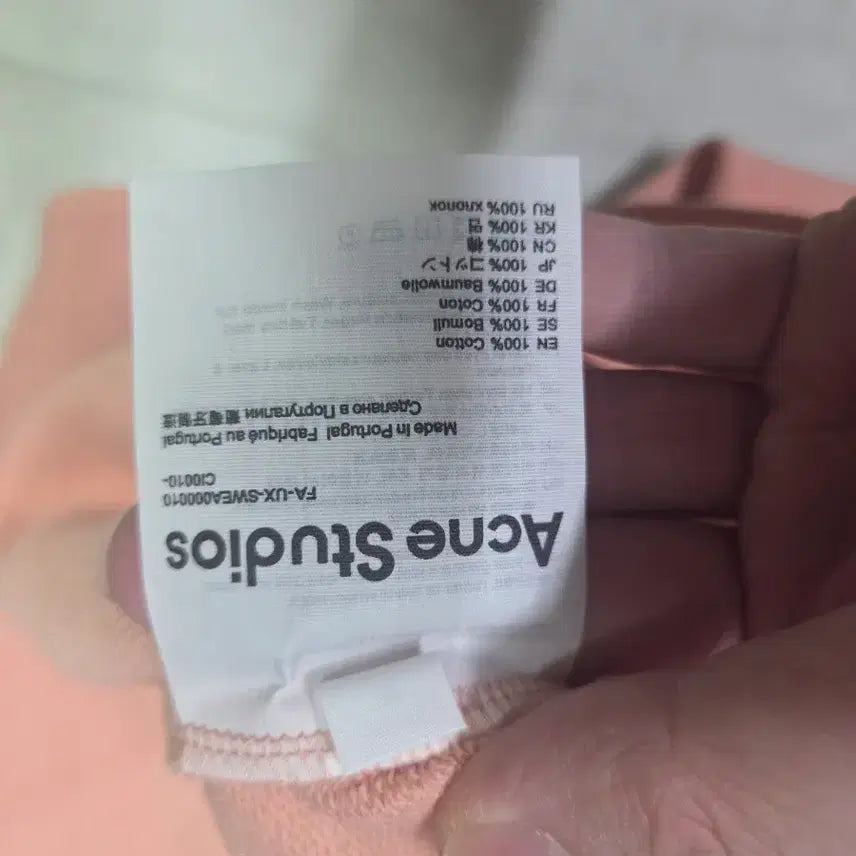 Acne Studios
FA-UX-SWEA000010
CI0010-
Made In Portugal Fabriqué au Portugal
Сделано в Португалии 葡萄牙製造
EN 100% Cotton
SE 100% Bomull
FR 100% Coton
DE 100% Baumwolle
JP 100% コットン
CN 100% 棉
KR 100% 면
RU 100% хлопок